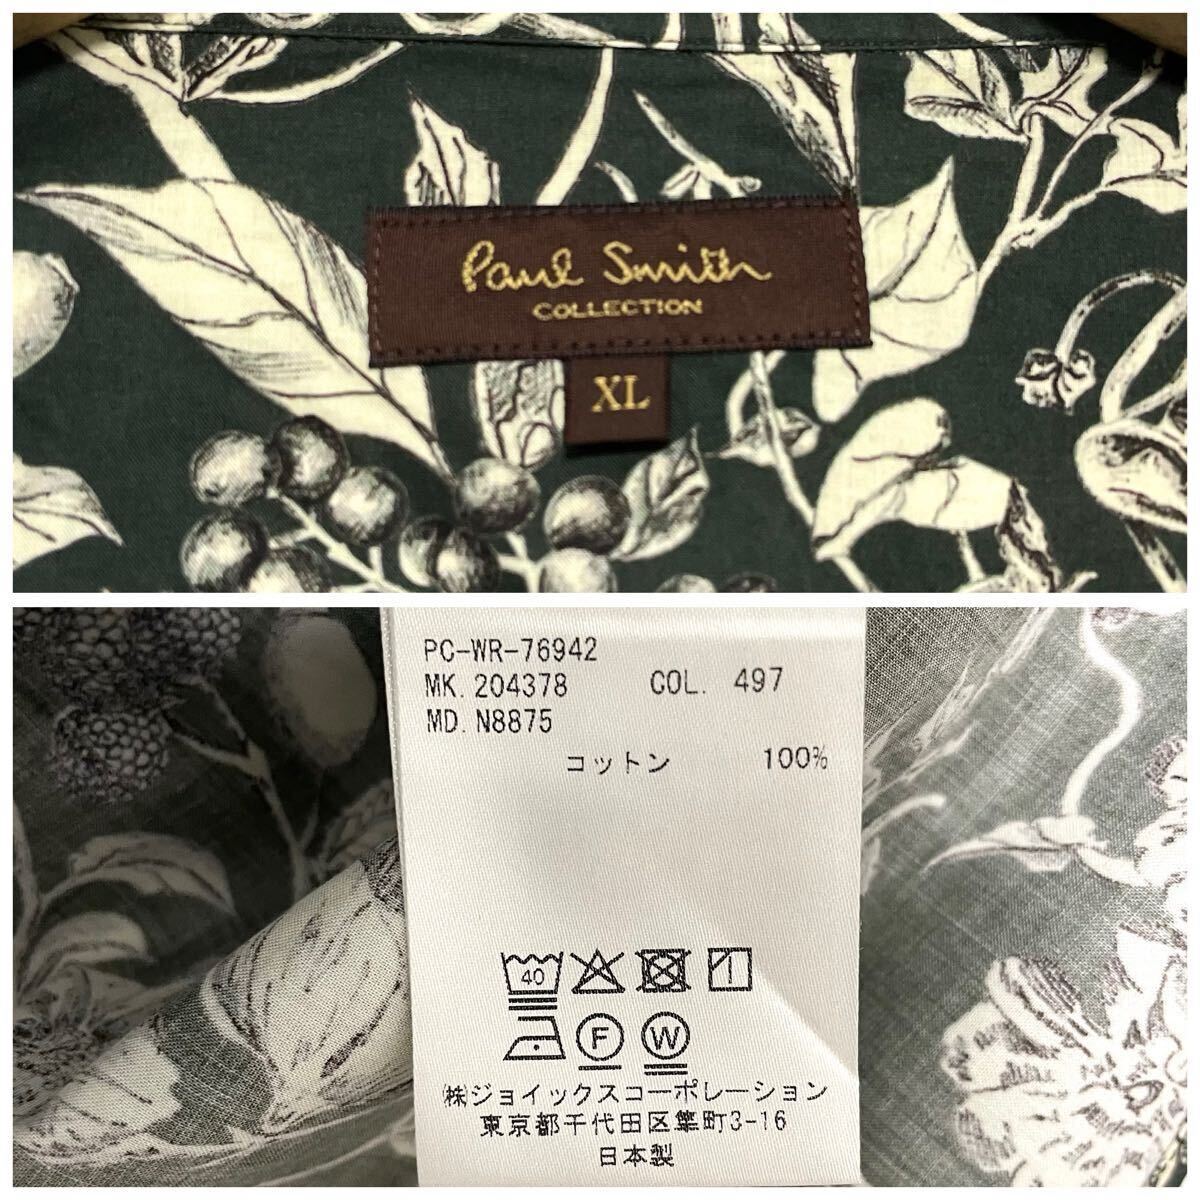 Paul Smith
COLLECTION
XL
PC-WR-76942
MK. 204378 COL. 497
MD. N8875
コットン 100%
40
F W
㈱ジョイックスコーポレーション
東京都千代田区麹町3-16
日本製